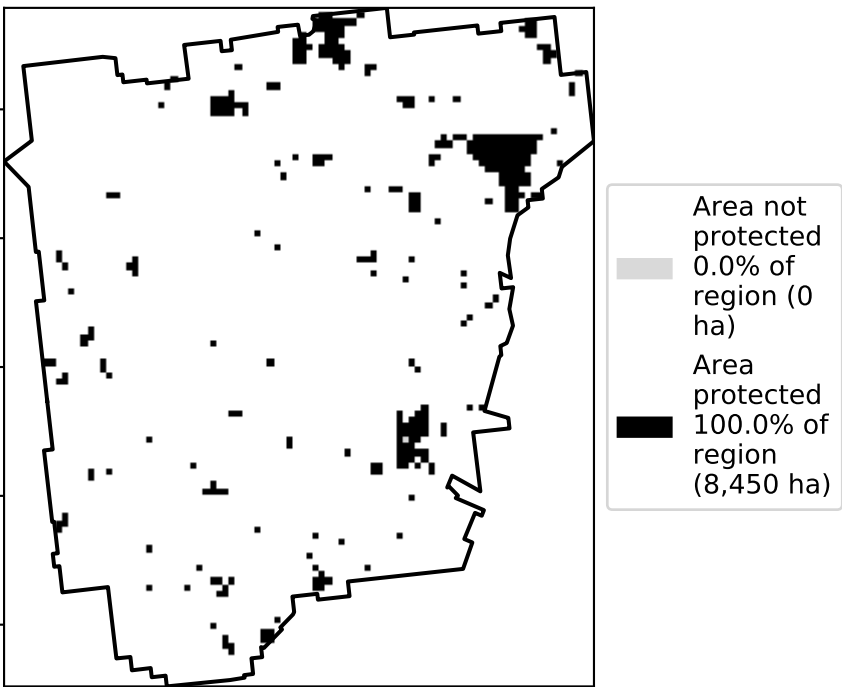 Area not
protected
0.0% of
region (0
ha)
Area
protected
100.0% of
region
(8,450 ha)